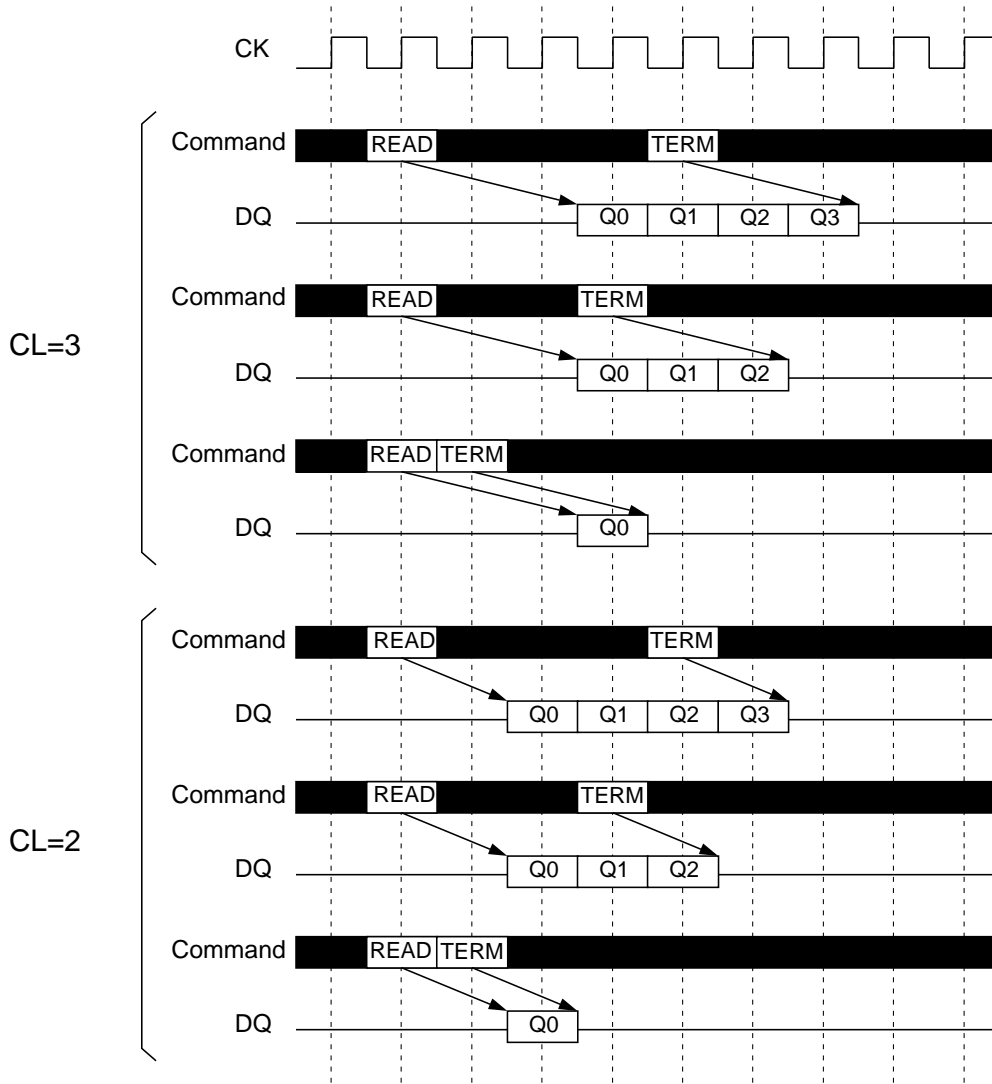 CK
Command READ TERM
DQ Q0 Q1 Q2 Q3
Command READ TERM
CL=3
DQ Q0 Q1 Q2
Command READ TERM
DQ Q0
Command READ TERM
DQ Q0 Q1 Q2 Q3
Command READ TERM
CL=2
DQ Q0 Q1 Q2
Command READ TERM
DQ Q0